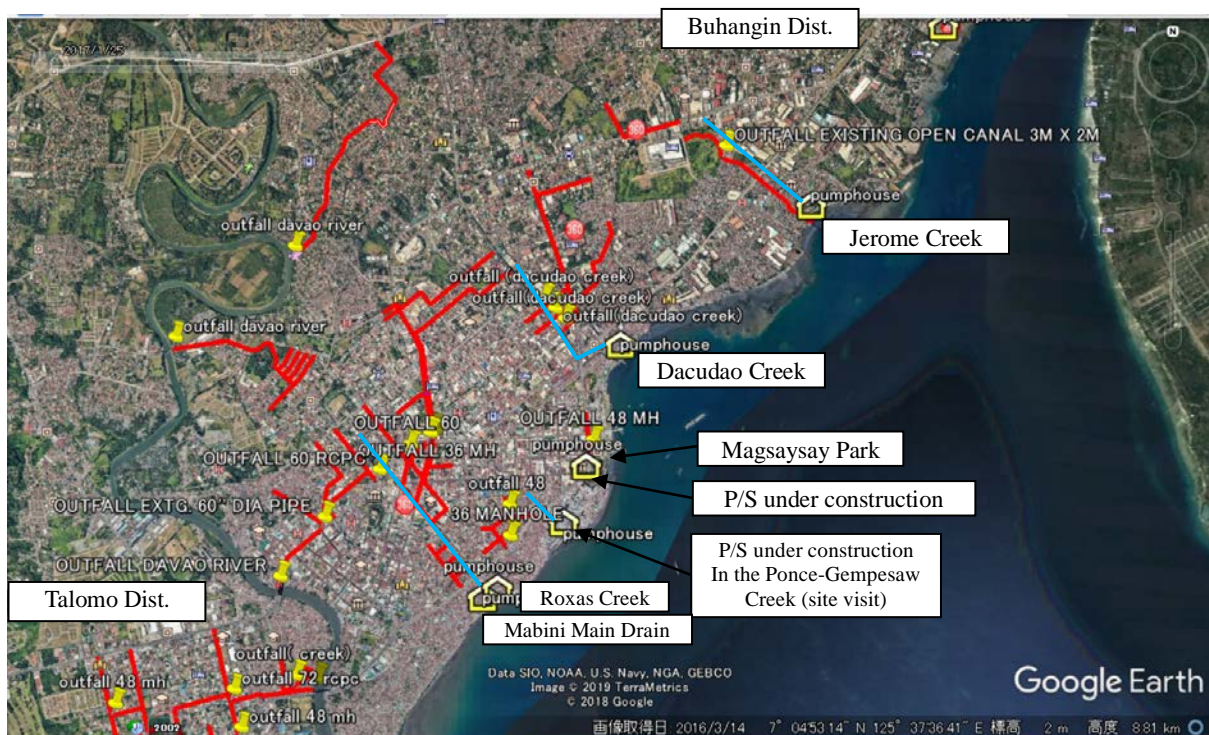 Buhangin Dist.
pumphouse
2017/1/25
OUTFALL EXISTING OPEN CANAL 3M X 2M
pumphouse
Jerome Creek
outfall davao river
outfall (dacudao creek)
outfall(dacudao creek)
outfall(dacudao creek)
outfall davao river
pumphouse
Dacudao Creek
OUTFALL 60
OUTFALL 48 MH
pumphouse
OUTFALL 36 MH
OUTFALL 60 RCPC
Magsaysay Park
outfall 48
P/S under construction
OUTFALL EXTG. 60" DIA PIPE
36 MANHOLE
pumphouse
P/S under construction
In the Ponce-Gempesaw
Creek (site visit)
OUTFALL DAVAO RIVER
pumphouse
Talomo Dist.
Roxas Creek
Mabini Main Drain
outfall( creek)
outfall 72 rcpc
outfall 48 mh
outfall 48 mh
2002
Data SIO, NOAA, U.S. Navy, NGA, GEBCO
Image © 2019 TerraMetrics
© 2018 Google
Google Earth
N
画像取得日: 2016/3/14 7° 04'53.14" N 125° 37'36.41" E 標高 2 m 高度 8.81 km